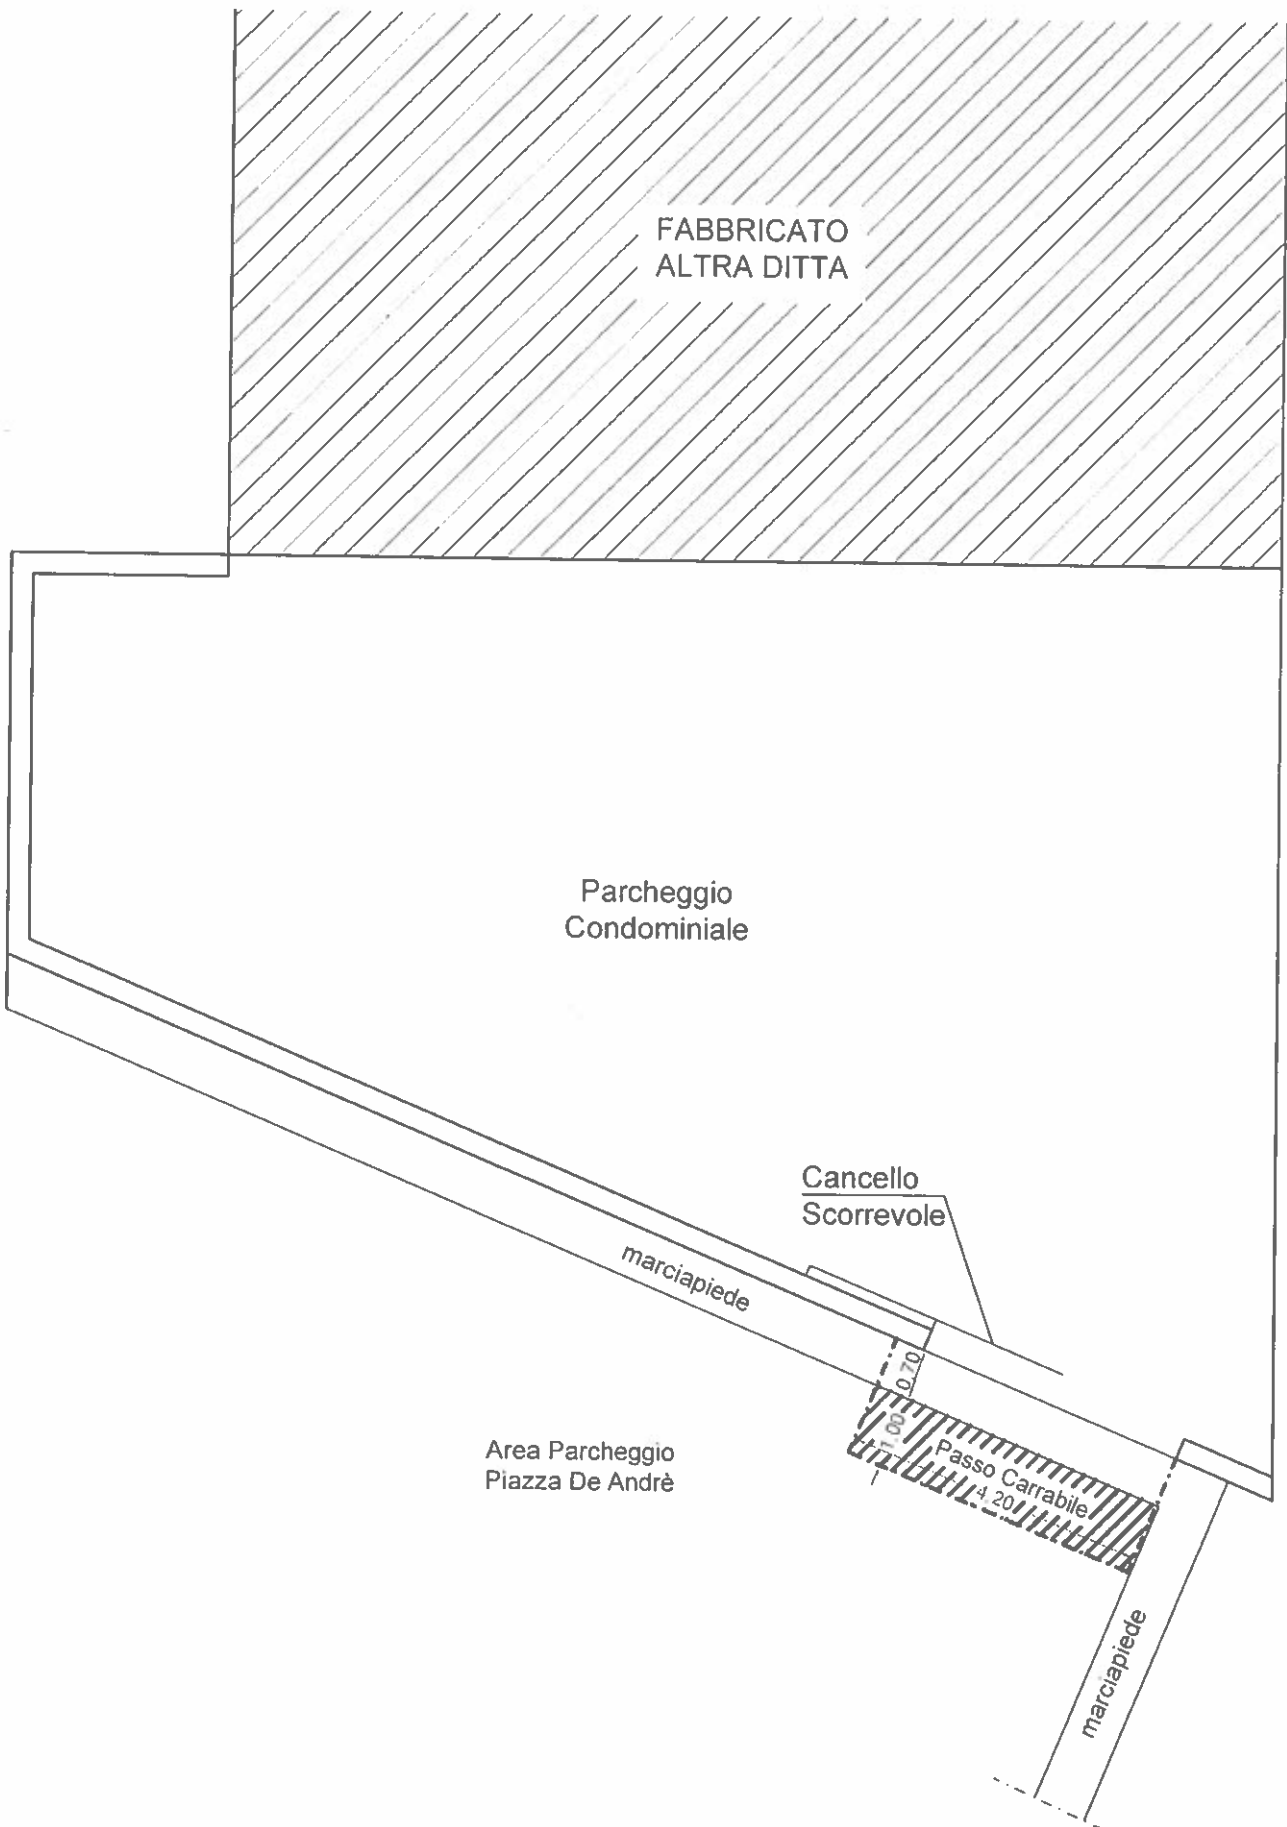 FABBRICATO
ALTRA DITTA
Parcheggio
Condominiale
Cancello
Scorrevole
marciapiede
0.70
1.00
Passo Carrabile
4.20
Area Parcheggio
Piazza De Andrè
marciapiede